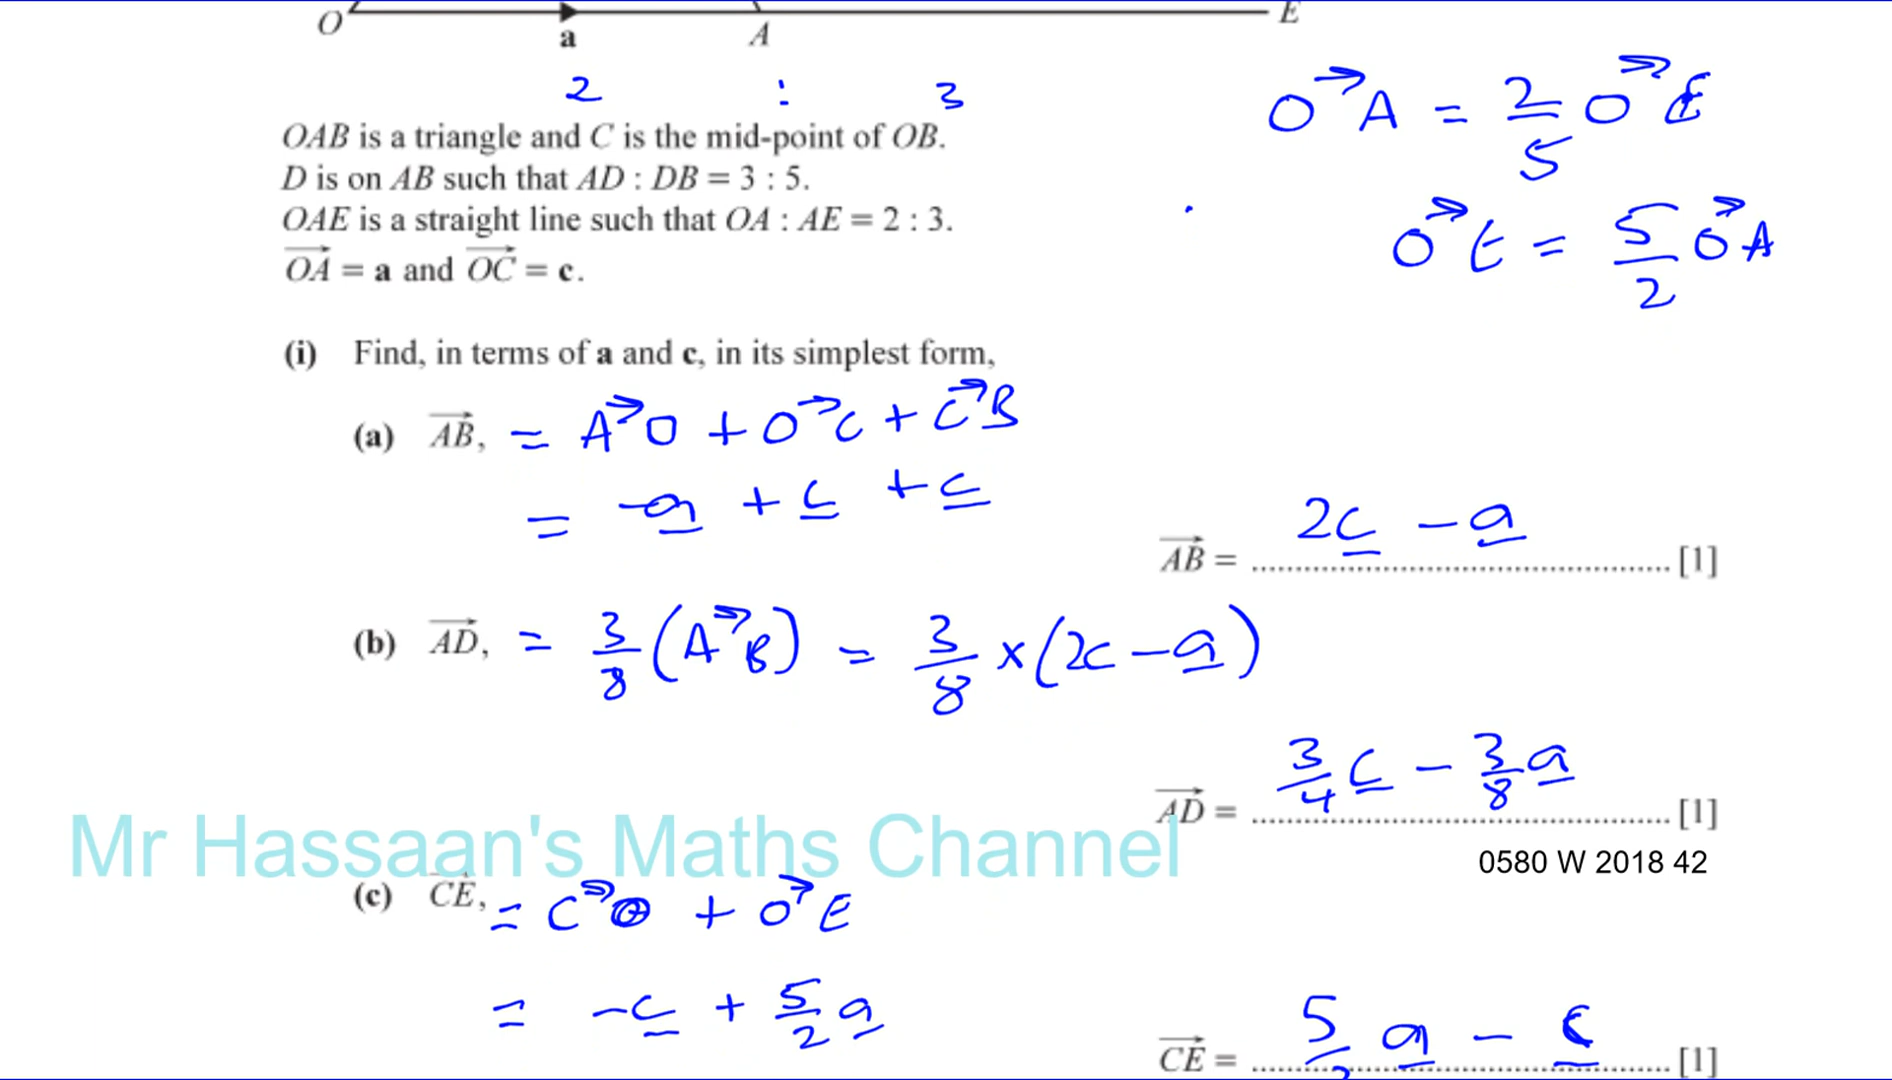 O a A E
2 : 3
OA = 2/5 OE
OAB is a triangle and C is the mid-point of OB.
D is on AB such that AD : DB = 3 : 5.
OAE is a straight line such that OA : AE = 2 : 3.
OE = 5/2 OA
OA = a and OC = c.
(i) Find, in terms of a and c, in its simplest form,
(a) AB, = AO + OC + CB
= -a + c + c
AB = 2c - a [1]
(b) AD, = 3/8 (AB) = 3/8 × (2c - a)
AD = 3/4 c - 3/8 a [1]
Mr Hassaan's Maths Channel
0580 W 2018 42
(c) CE, = CO + OE
= -c + 5/2 a
CE = 5/2 a - c [1]